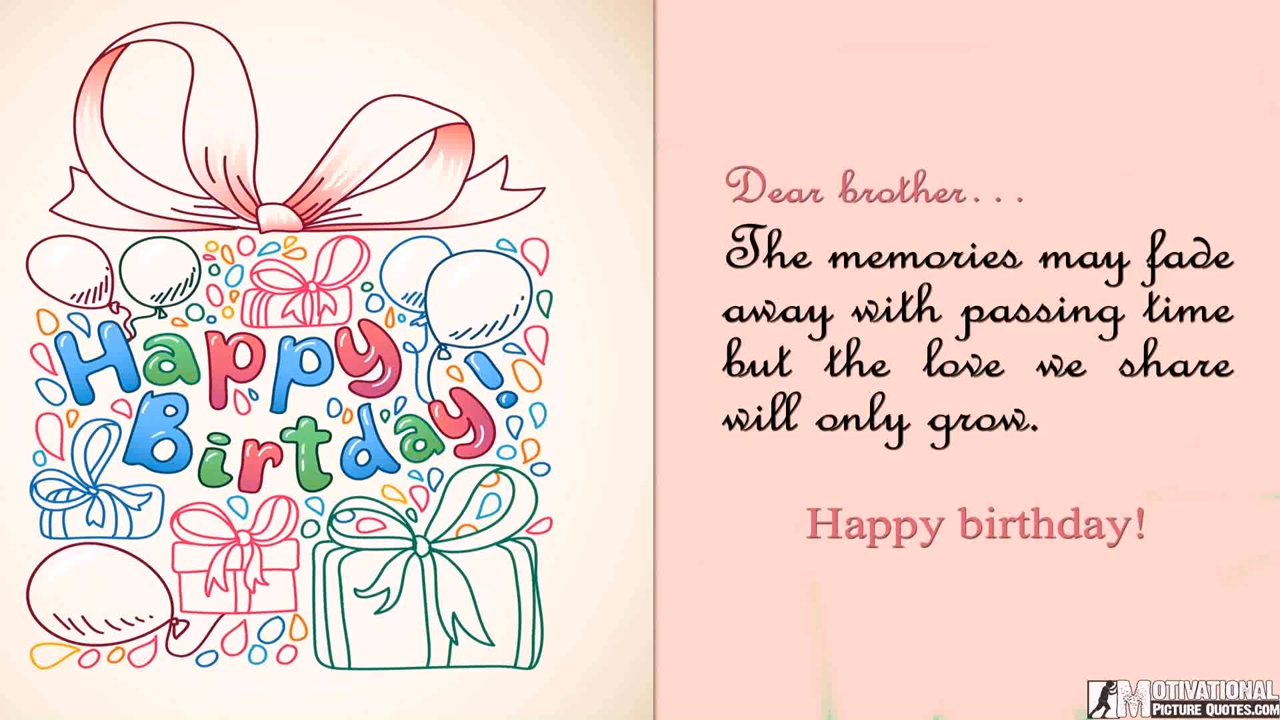 Happy
Birtday!
Dear brother...
The memories may fade
away with passing time
but the love we share
will only grow.
Happy birthday!
MOTIVATIONAL
PICTURE QUOTES.COM